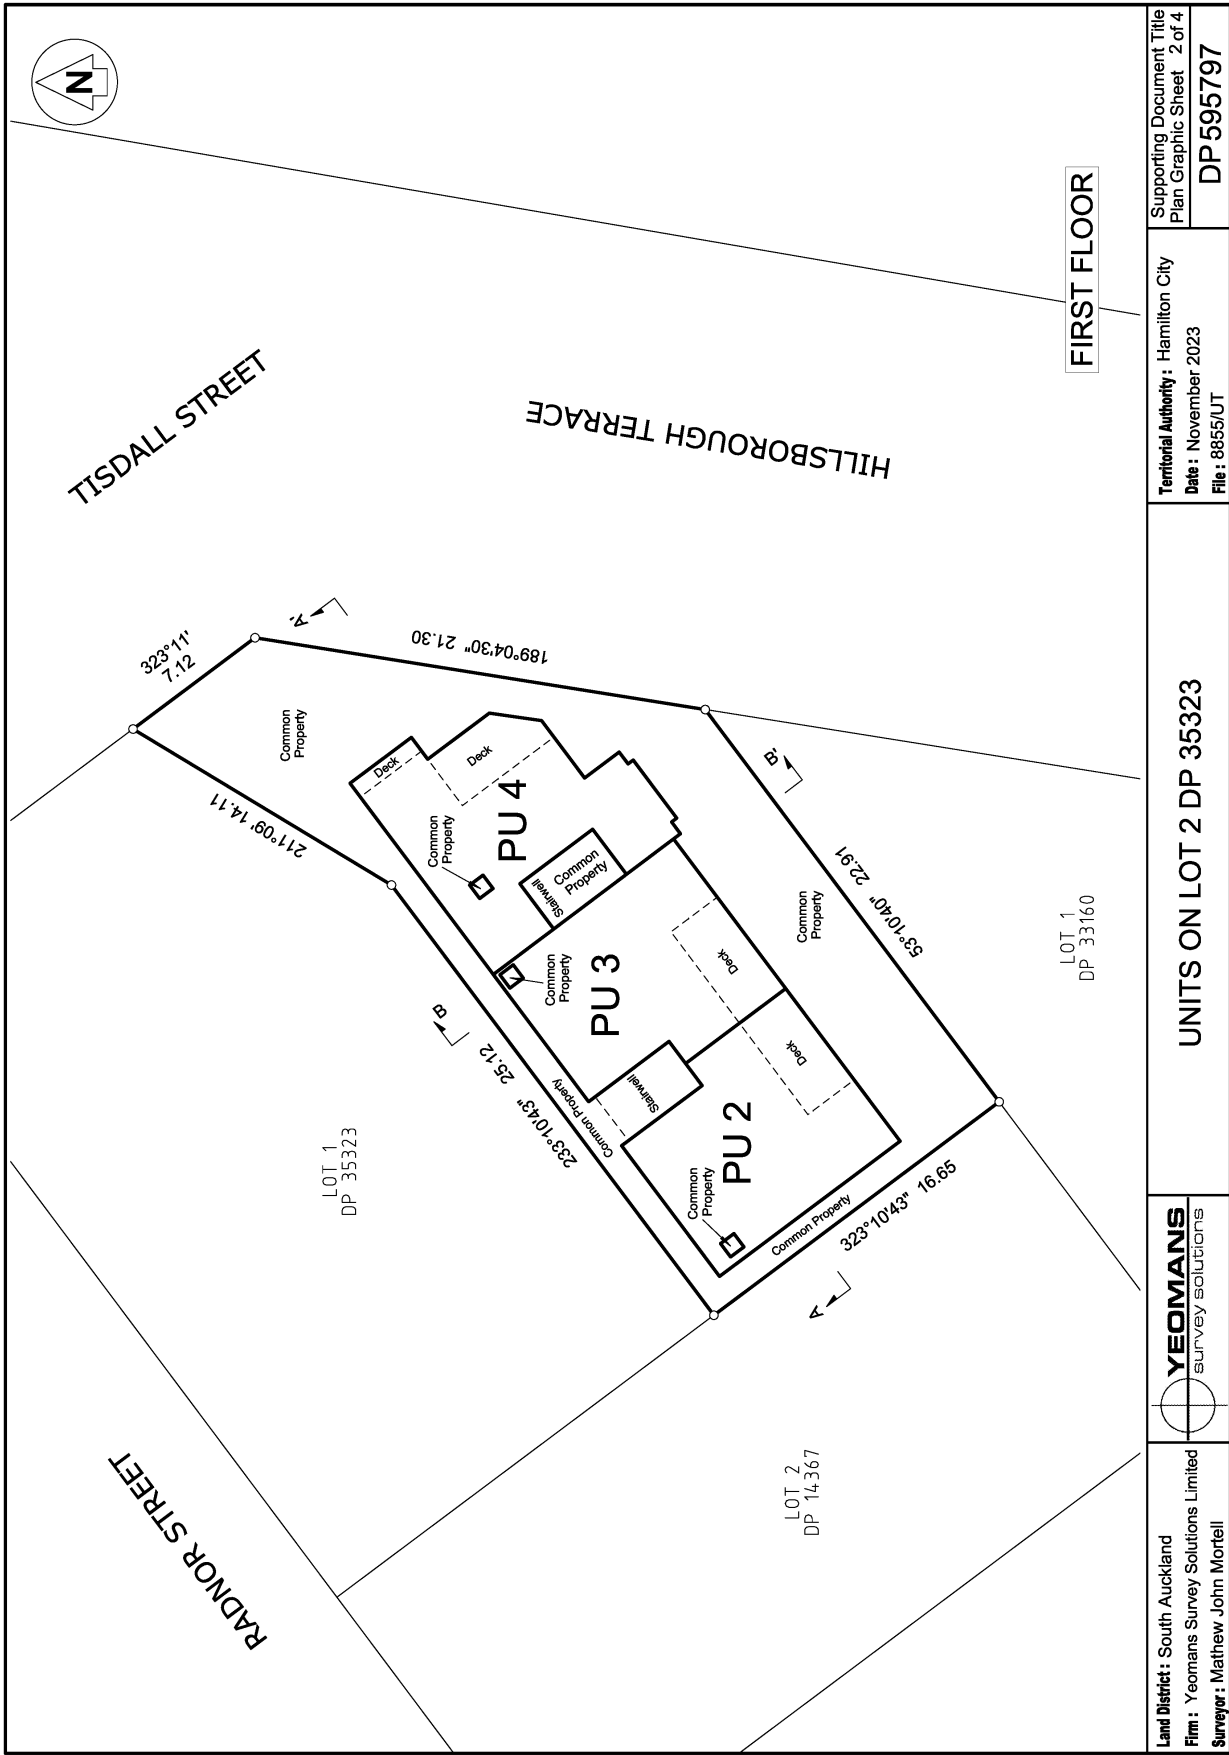 N
RADNOR STREET
TISDALL STREET
HILLSBOROUGH TERRACE
FIRST FLOOR
LOT 1
DP 35323
LOT 2
DP 14367
LOT 1
DP 33160
323°11'
7.12
211°09' 14.11
189°04'30" 21.30
233°10'43" 25.12
53°10'40" 22.91
323°10'43" 16.65
A
A'
B
B'
Common
Property
Deck
Deck
PU 4
Common
Property
Stairwell
Common
Property
PU 3
Common
Property
Deck
Common Property
Stairwell
Deck
PU 2
Common
Property
Common Property
Common
Property
Land District : South Auckland
Firm : Yeomans Survey Solutions Limited
Surveyor : Mathew John Mortell
YEOMANS
survey solutions
UNITS ON LOT 2 DP 35323
Territorial Authority : Hamilton City
Date : November 2023
File : 8855/UT
Supporting Document Title
Plan Graphic Sheet 2 of 4
DP 595797